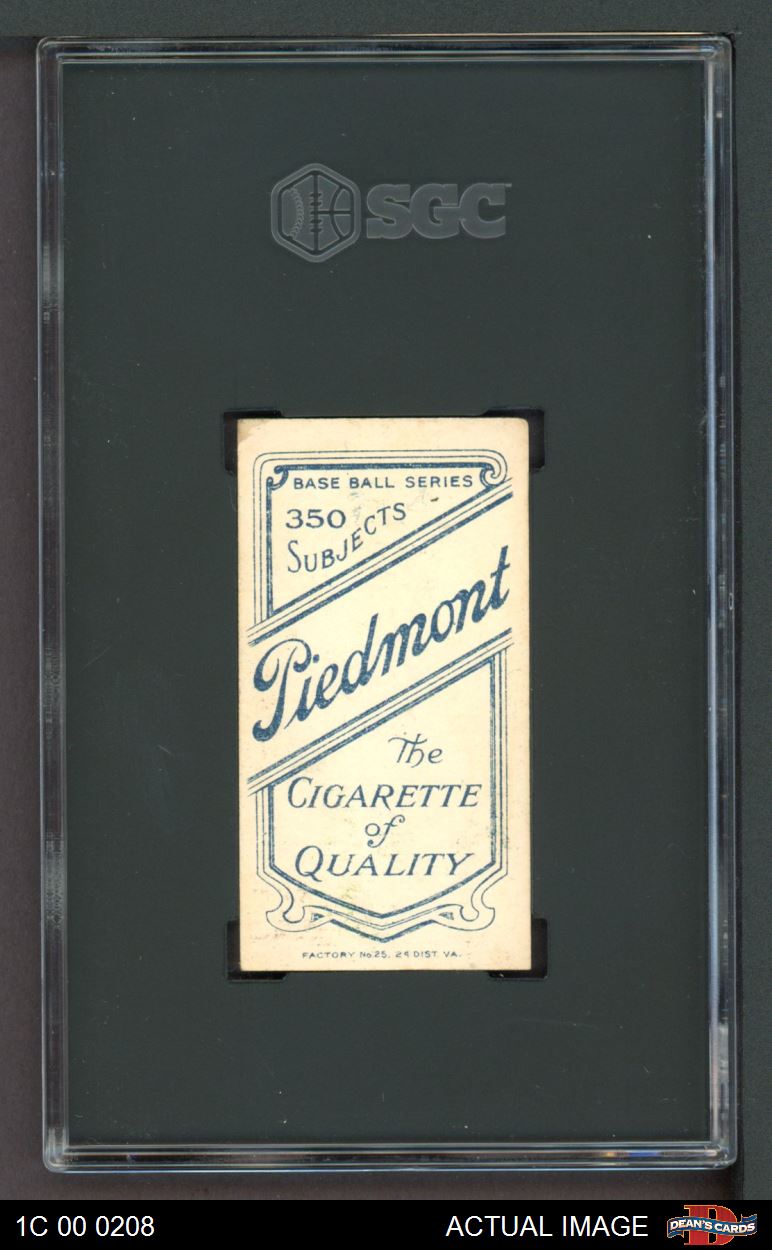 SGC
BASE BALL SERIES
350
SUBJECTS
Piedmont
The
CIGARETTE
of
QUALITY
FACTORY No.25, 2d DIST. VA.
1C 00 0208
ACTUAL IMAGE
DEAN'S CARDS